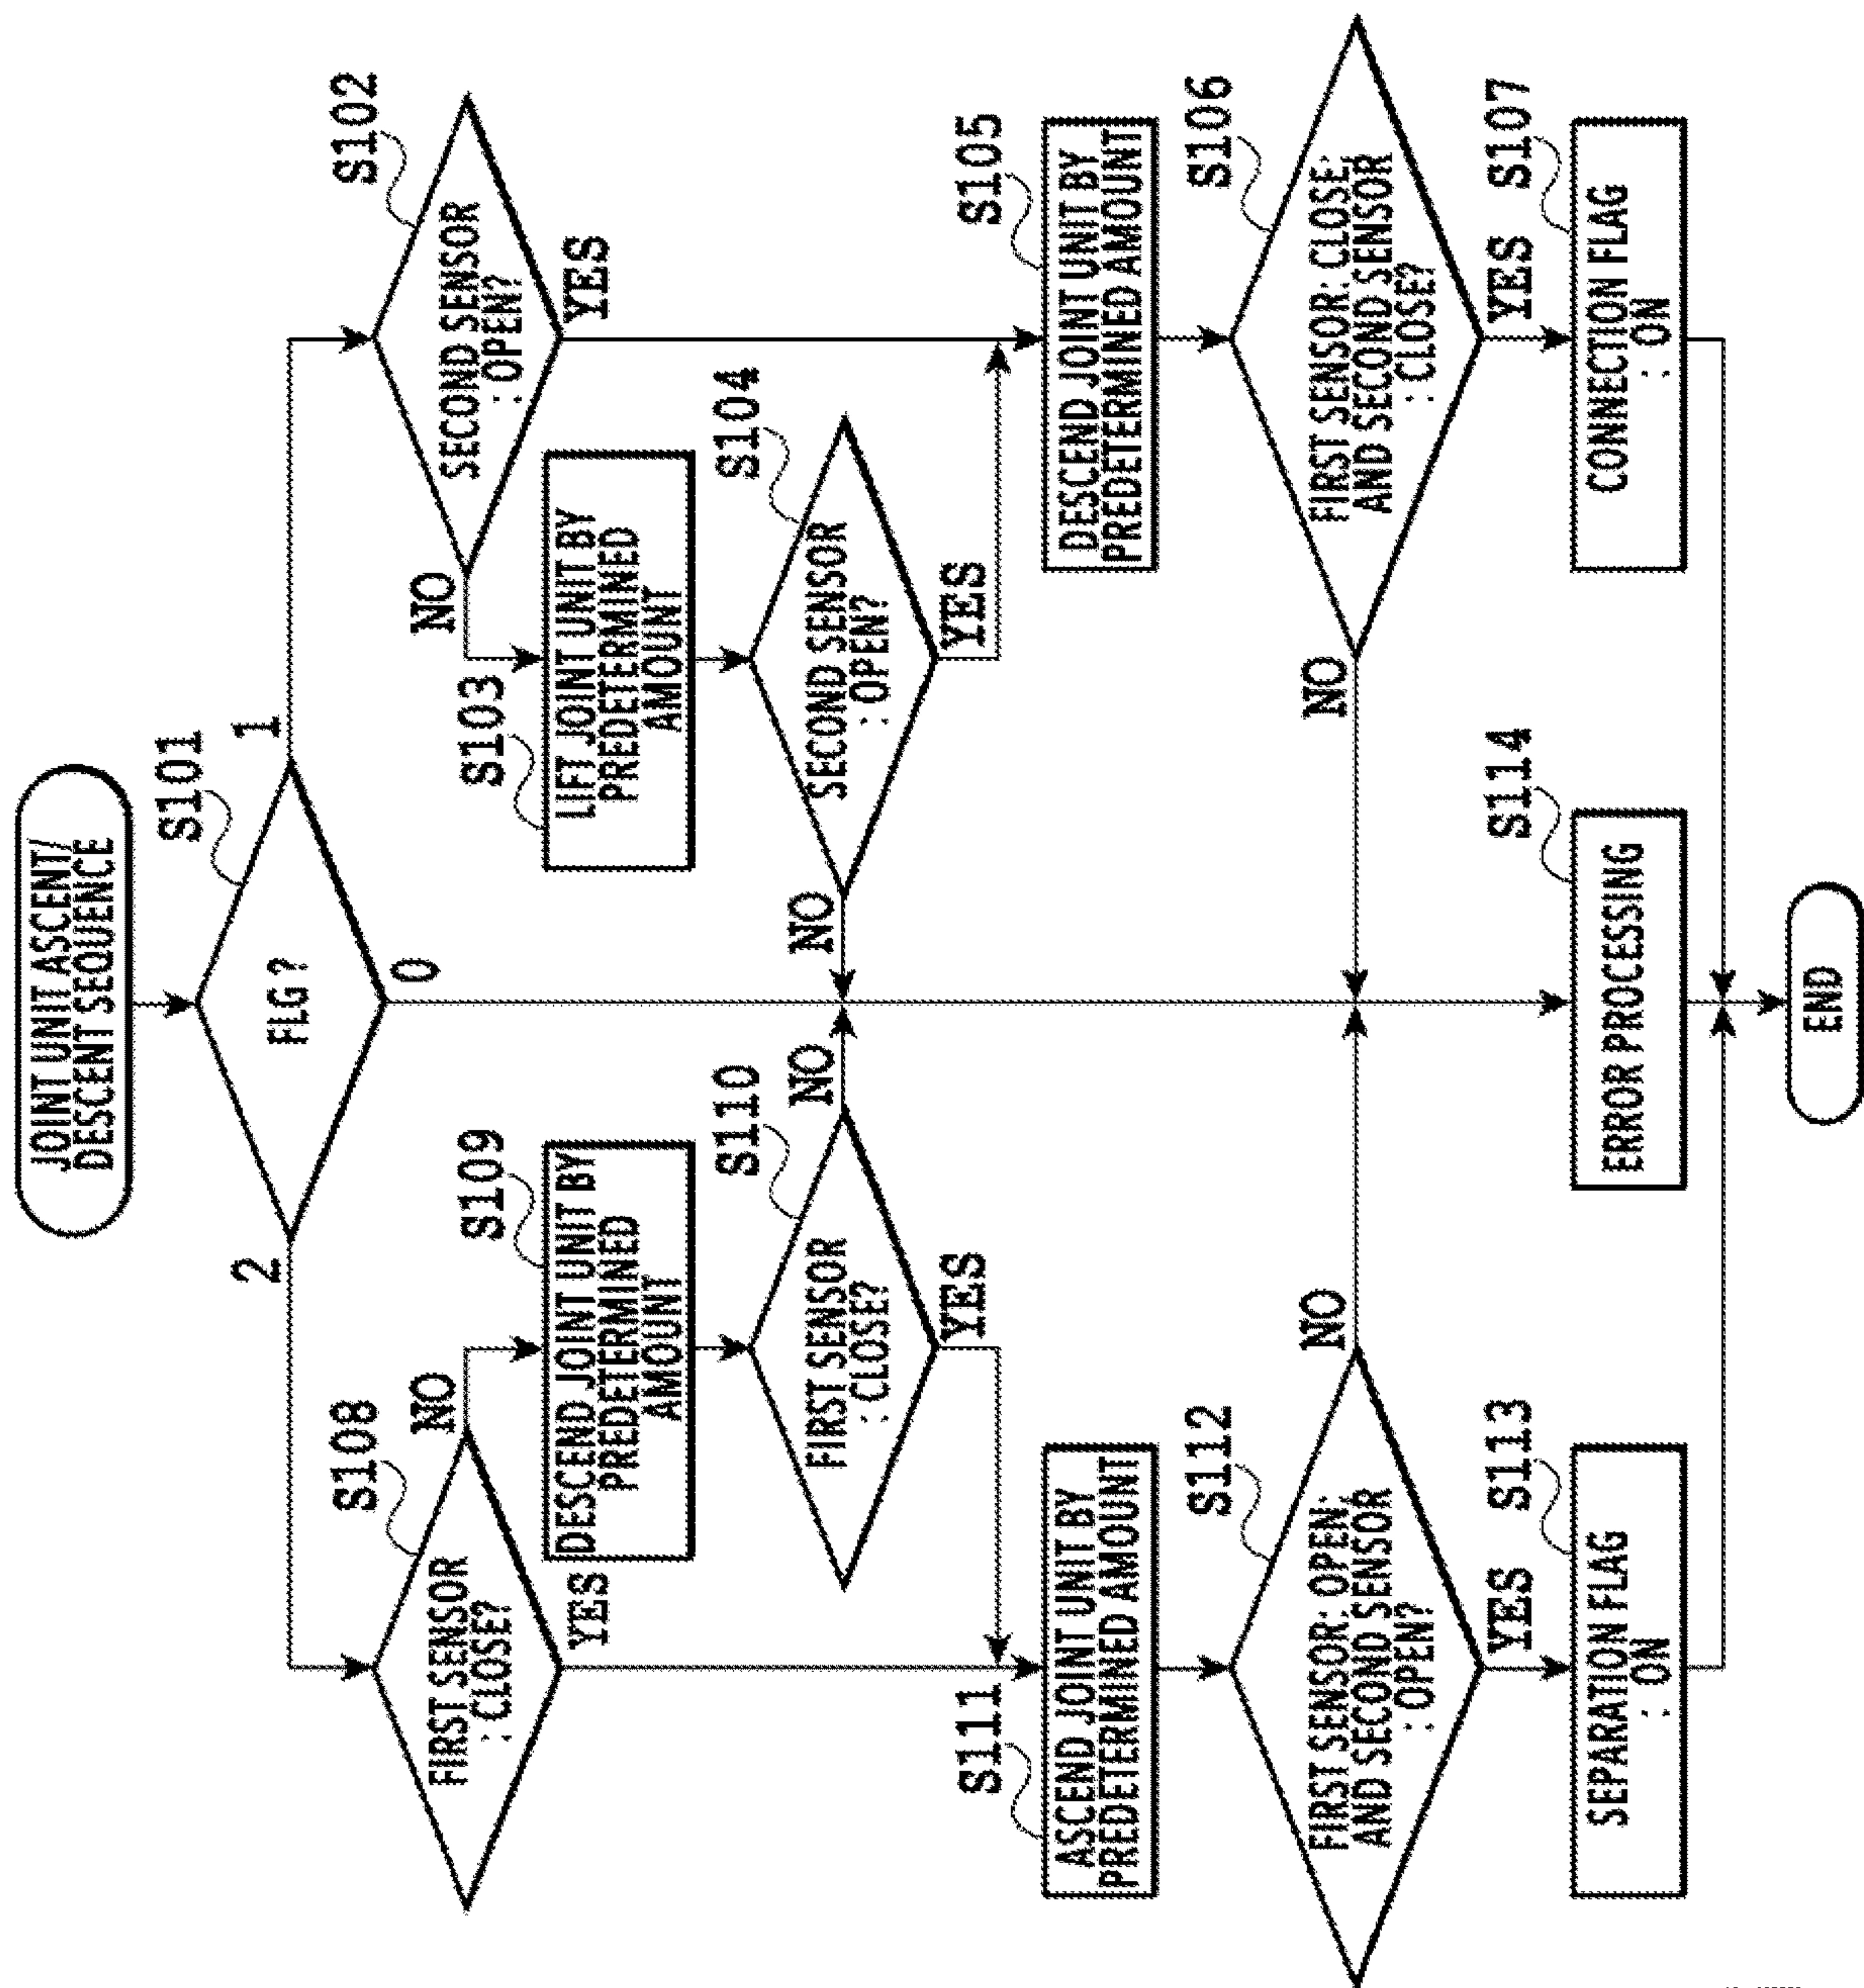 JOINT UNIT ASCENT/
DESCENT SEQUENCE
S101
FLG ?
2
0
1
S108
FIRST SENSOR
: CLOSE?
NO
YES
S102
SECOND SENSOR
: OPEN?
NO
YES
S109
DESCEND JOINT UNIT BY
PREDETERMINED
AMOUNT
S103
LIFT JOINT UNIT BY
PREDETERMINED
AMOUNT
S110
FIRST SENSOR
: CLOSE?
NO
YES
S104
SECOND SENSOR
: OPEN?
NO
YES
S111
ASCEND JOINT UNIT BY
PREDETERMINED AMOUNT
S105
DESCEND JOINT UNIT BY
PREDETERMINED AMOUNT
S112
FIRST SENSOR: OPEN;
AND SECOND SENSOR
: OPEN?
NO
YES
S106
FIRST SENSOR: CLOSE;
AND SECOND SENSOR
: CLOSE?
NO
YES
S113
SEPARATION FLAG
: ON
S114
ERROR PROCESSING
S107
CONNECTION FLAG
: ON
END